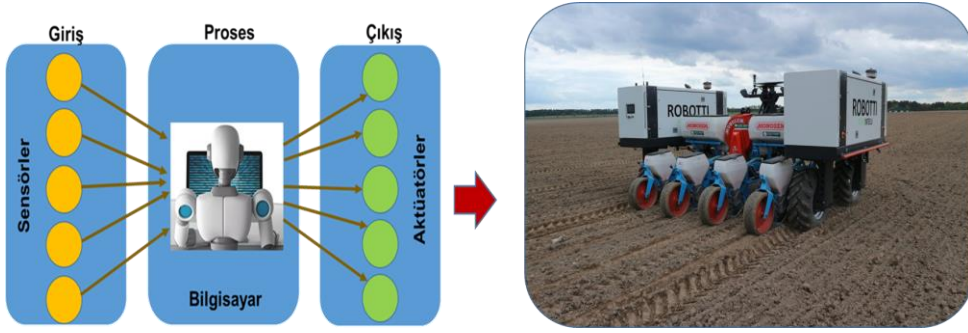 Giriş
Proses
Çıkış
Sensörler
Bilgisayar
Aktüatörler
ROBOTTI
ROBOTTI